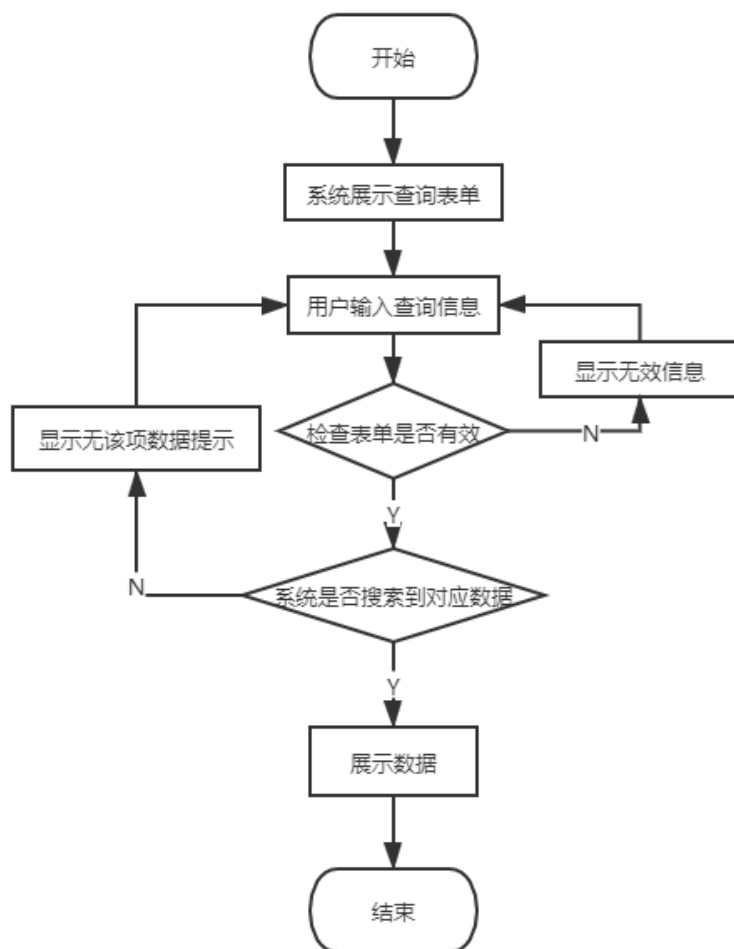 开始
系统展示查询表单
用户输入查询信息
显示无效信息
检查表单是否有效
N
显示无该项数据提示
Y
N
系统是否搜索到对应数据
Y
展示数据
结束